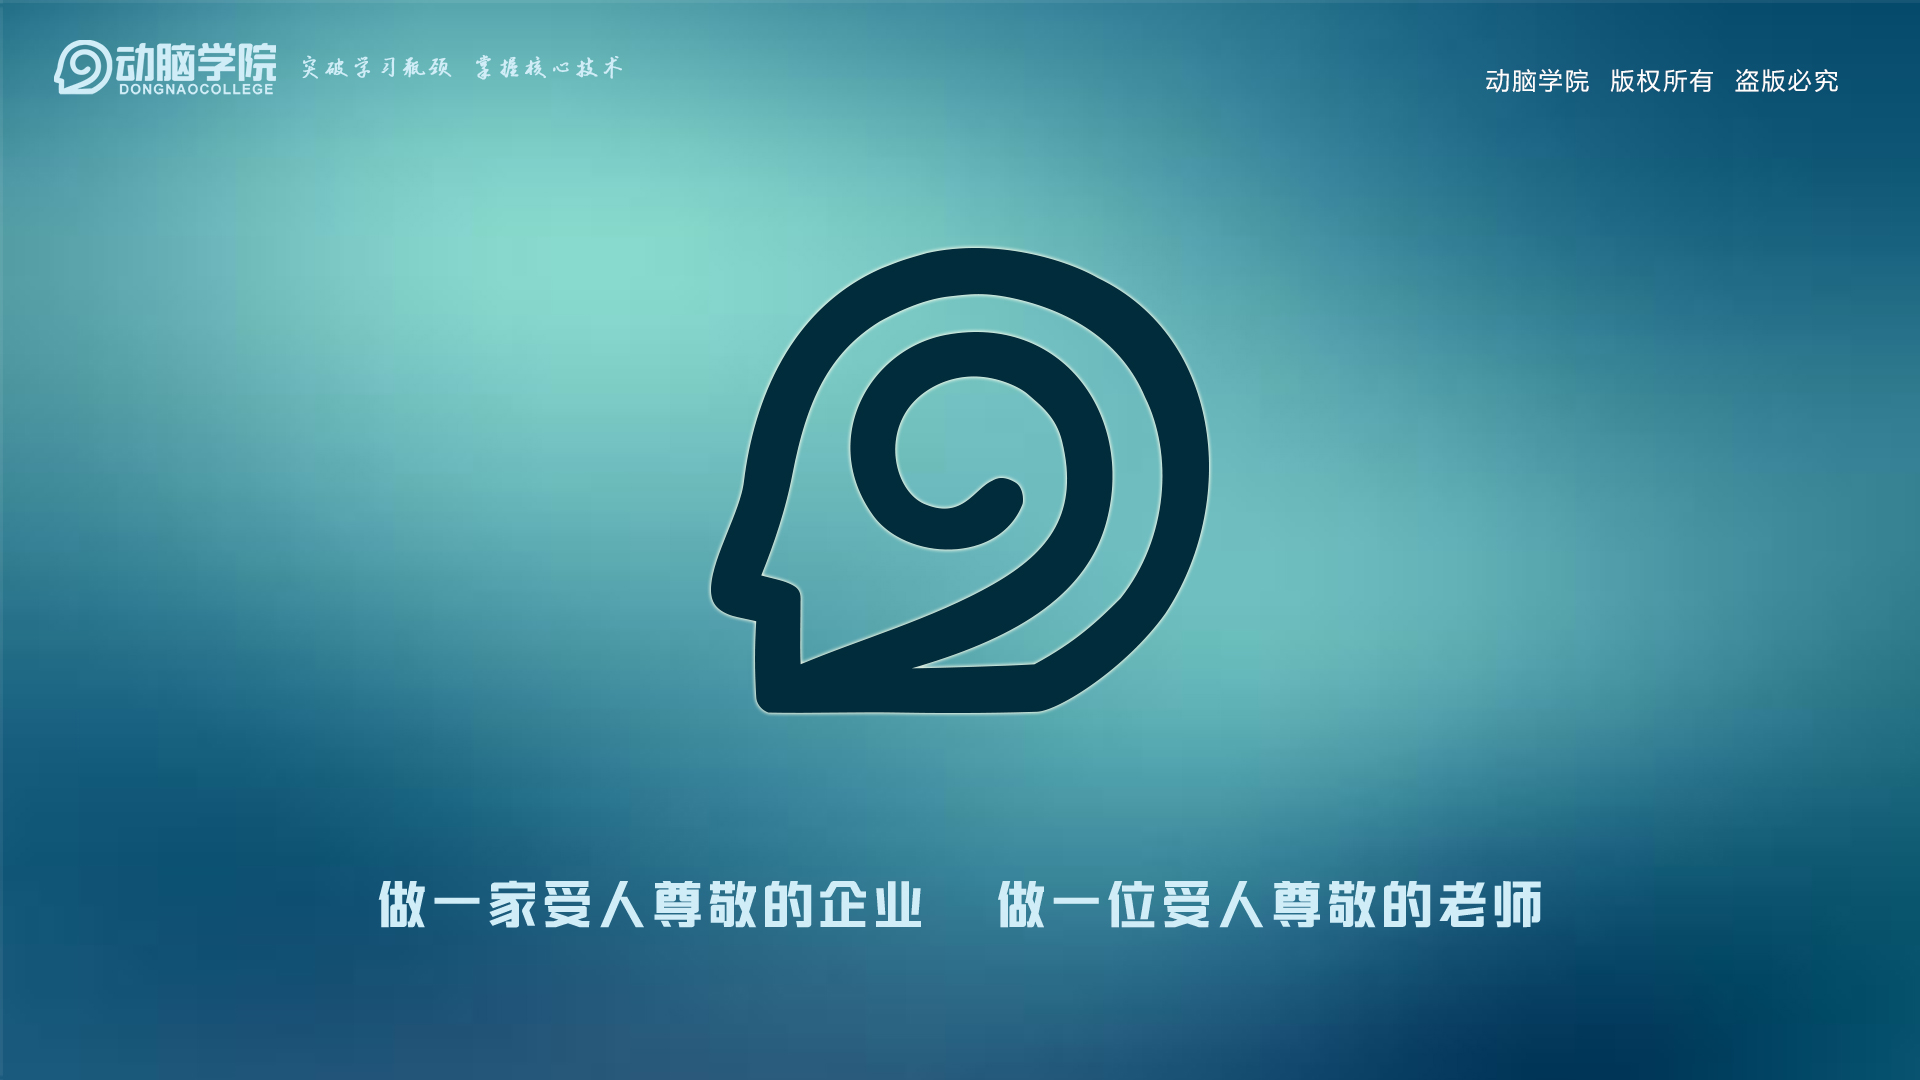 动脑学院
DONGNAOCOLLEGE
突破学习瓶颈 掌握核心技术
动脑学院 版权所有 盗版必究
做一家受人尊敬的企业 做一位受人尊敬的老师